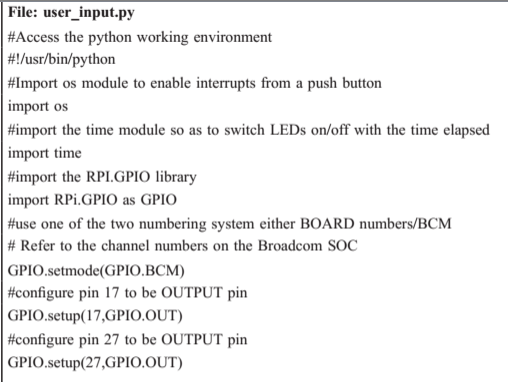 File: user_input.py
#Access the python working environment
#!/usr/bin/python
#Import os module to enable interrupts from a push button
import os
#import the time module so as to switch LEDs on/off with the time elapsed
import time
#import the RPI.GPIO library
import RPi.GPIO as GPIO
#use one of the two numbering system either BOARD numbers/BCM
# Refer to the channel numbers on the Broadcom SOC
GPIO.setmode(GPIO.BCM)
#configure pin 17 to be OUTPUT pin
GPIO.setup(17,GPIO.OUT)
#configure pin 27 to be OUTPUT pin
GPIO.setup(27,GPIO.OUT)